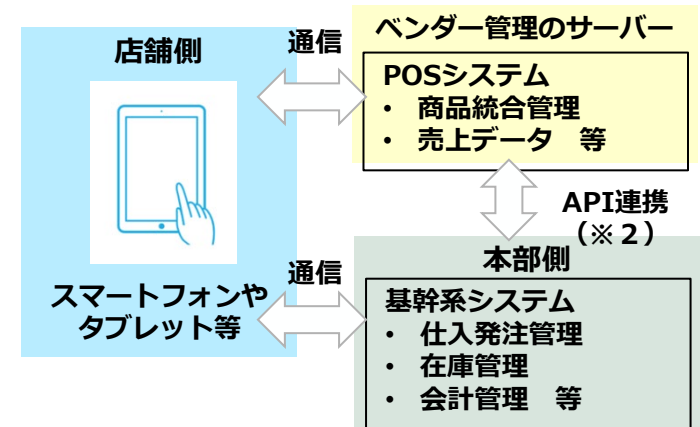 店舗側
スマートフォンや
タブレット等
通信
ベンダー管理のサーバー
POSシステム
• 商品統合管理
• 売上データ　等
API連携
（※２）
通信
本部側
基幹系システム
• 仕入発注管理
• 在庫管理
• 会計管理　等